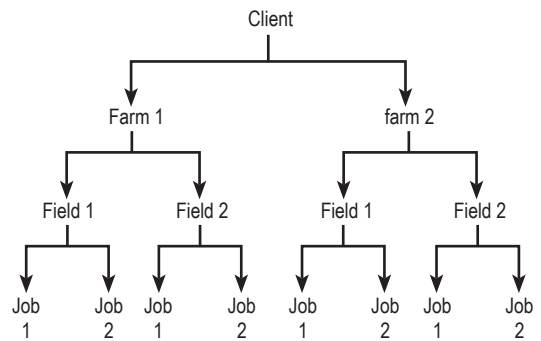 Client
Farm 1 farm 2
Field 1 Field 2 Field 1 Field 2
Job Job Job Job Job Job Job Job
1 2 1 2 1 2 1 2